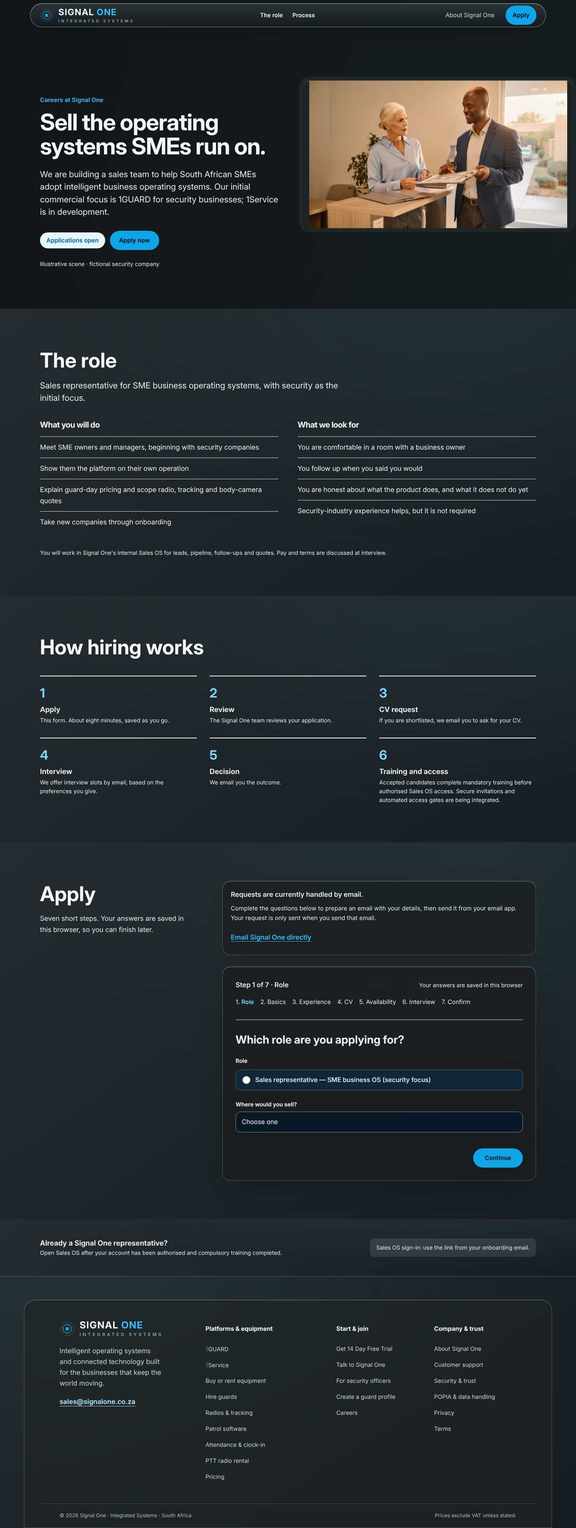 SIGNAL ONE
INTEGRATED SYSTEMS
The role
Process
About Signal One
Apply
Careers at Signal One
Sell the operating
systems SMEs run on.
We are building a sales team to help South African SMEs
adopt intelligent business operating systems. Our initial
commercial focus is 1GUARD for security businesses; 1Service
is in development.
Applications open
Apply now
Illustrative scene · fictional security company
The role
Sales representative for SME business operating systems, with security as the
initial focus.
What you will do
Meet SME owners and managers, beginning with security companies
Show them the platform on their own operation
Explain guard-day pricing and scope radio, tracking and body-camera
quotes
Take new companies through onboarding
What we look for
You are comfortable in a room with a business owner
You follow up when you said you would
You are honest about what the product does, and what it does not do yet
Security-industry experience helps, but it is not required
You will work in Signal One's internal Sales OS for leads, pipeline, follow-ups and quotes. Pay and terms are discussed at interview.
How hiring works
1
Apply
This form. About eight minutes, saved as you go.
2
Review
The Signal One team reviews your application.
3
CV request
If you are shortlisted, we email you to ask for your CV.
4
Interview
We offer interview slots by email, based on the
preferences you give.
5
Decision
We email you the outcome.
6
Training and access
Accepted candidates complete mandatory training before
authorised Sales OS access. Secure invitations and
automated access gates are being integrated.
Apply
Seven short steps. Your answers are saved in
this browser, so you can finish later.
Requests are currently handled by email.
Complete the questions below to prepare an email with your details, then send it from your email app.
Your request is only sent when you send that email.
Email Signal One directly
Step 1 of 7 · Role
Your answers are saved in this browser
1. Role
2. Basics
3. Experience
4. CV
5. Availability
6. Interview
7. Confirm
Which role are you applying for?
Role
Sales representative — SME business OS (security focus)
Where would you sell?
Choose one
Continue
Already a Signal One representative?
Open Sales OS after your account has been authorised and compulsory training completed.
Sales OS sign-in: use the link from your onboarding email.
SIGNAL ONE
INTEGRATED SYSTEMS
Intelligent operating systems
and connected technology built
for the businesses that keep the
world moving.
sales@signalone.co.za
Platforms & equipment
1GUARD
1Service
Buy or rent equipment
Hire guards
Radios & tracking
Patrol software
Attendance & clock-in
PTT radio rental
Pricing
Start & join
Get 14 Day Free Trial
Talk to Signal One
For security officers
Create a guard profile
Careers
Company & trust
About Signal One
Customer support
Security & trust
POPIA & data handling
Privacy
Terms
© 2026 Signal One · Integrated Systems · South Africa
Prices exclude VAT unless stated.